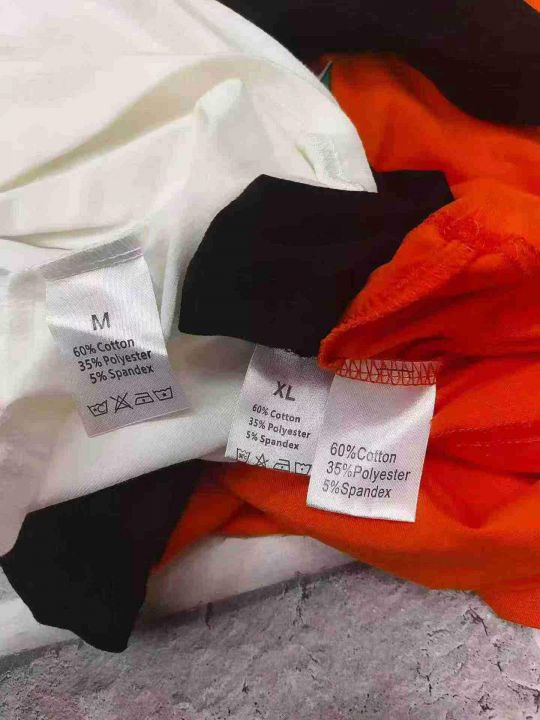 M
60% Cotton
35% Polyester
5% Spandex
XL
60% Cotton
35% Polyester
5% Spandex
60%Cotton
35%Polyester
5%Spandex